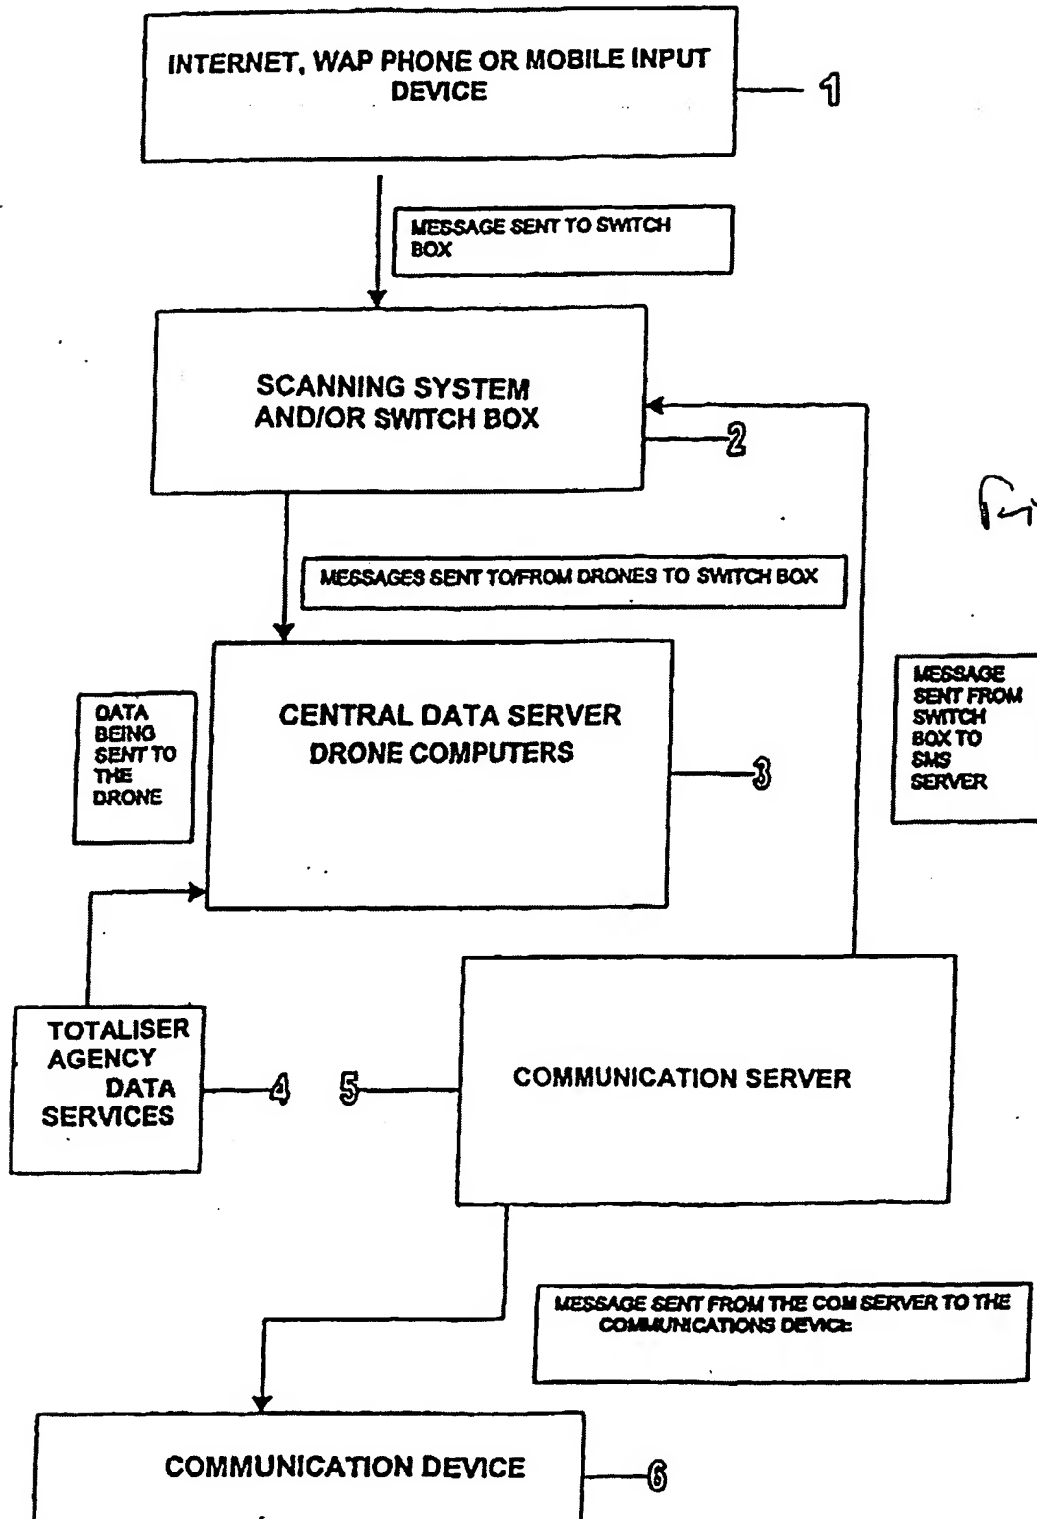 INTERNET, WAP PHONE OR MOBILE INPUT
DEVICE
1
MESSAGE SENT TO SWITCH
BOX
SCANNING SYSTEM
AND/OR SWITCH BOX
2
MESSAGES SENT TO/FROM DRONES TO SWITCH BOX
DATA
BEING
SENT TO
THE
DRONE
CENTRAL DATA SERVER
DRONE COMPUTERS
3
MESSAGE
SENT FROM
SWITCH
BOX TO
SMS
SERVER
TOTALISER
AGENCY
DATA
SERVICES
4
5
COMMUNICATION SERVER
MESSAGE SENT FROM THE COM SERVER TO THE
COMMUNICATIONS DEVICE
COMMUNICATION DEVICE
6